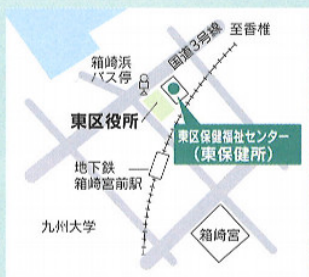 国道3号線
至香椎
箱崎浜
バス停
東区役所
東区保健福祉センター
(東保健所)
地下鉄
箱崎宮前駅
九州大学
筥崎宮